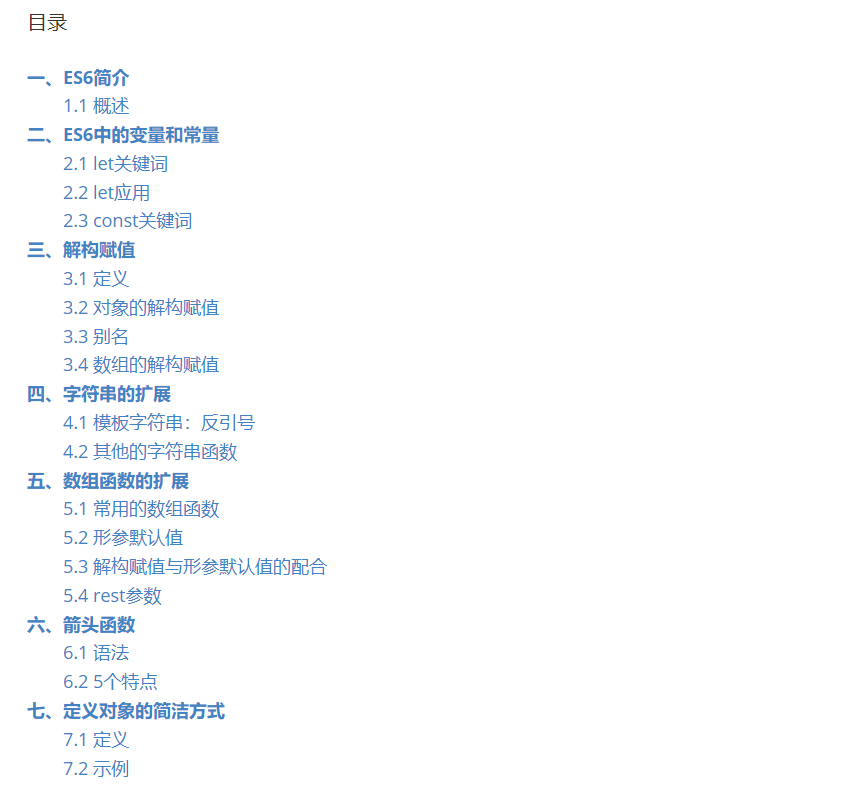 目录
一、ES6简介
1.1 概述
二、ES6中的变量和常量
2.1 let关键词
2.2 let应用
2.3 const关键词
三、解构赋值
3.1 定义
3.2 对象的解构赋值
3.3 别名
3.4 数组的解构赋值
四、字符串的扩展
4.1 模板字符串：反引号
4.2 其他的字符串函数
五、数组函数的扩展
5.1 常用的数组函数
5.2 形参默认值
5.3 解构赋值与形参默认值的配合
5.4 rest参数
六、箭头函数
6.1 语法
6.2 5个特点
七、定义对象的简洁方式
7.1 定义
7.2 示例